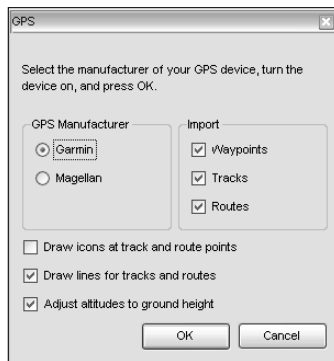 GPS
Select the manufacturer of your GPS device, turn the
device on, and press OK.
GPS Manufacturer
Garmin
Magellan
Import
Waypoints
Tracks
Routes
Draw icons at track and route points
Draw lines for tracks and routes
Adjust altitudes to ground height
OK
Cancel